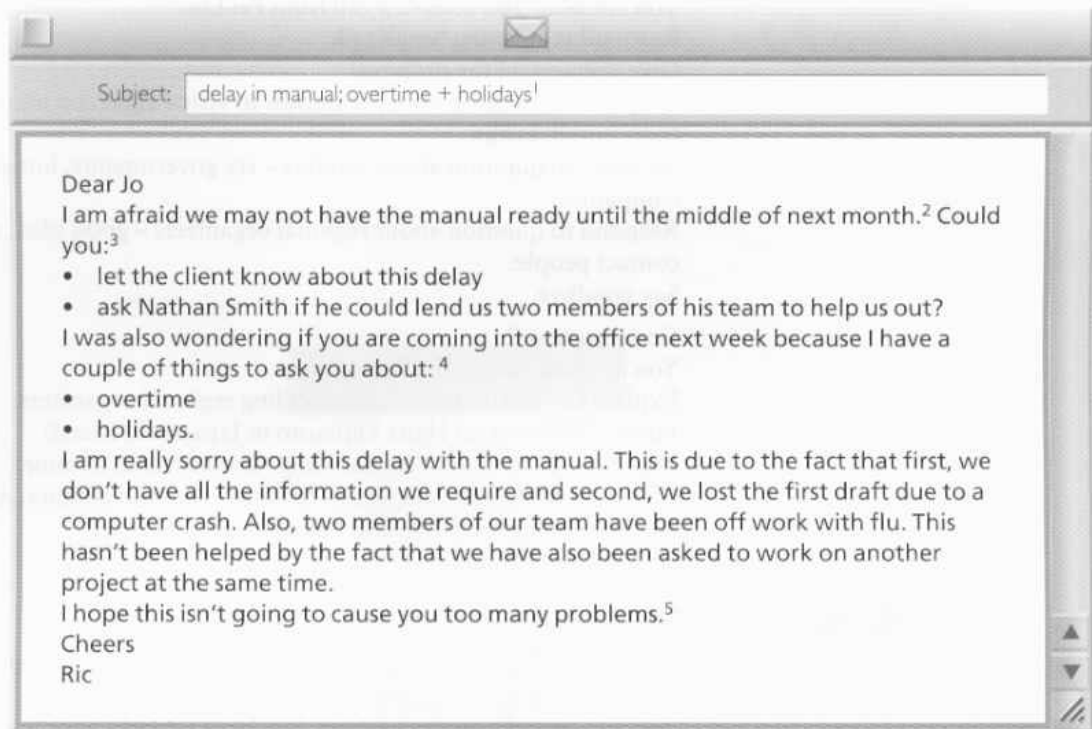 Subject: delay in manual; overtime + holidays¹
Dear Jo
I am afraid we may not have the manual ready until the middle of next month.² Could
you:³
• let the client know about this delay
• ask Nathan Smith if he could lend us two members of his team to help us out?
I was also wondering if you are coming into the office next week because I have a
couple of things to ask you about: ⁴
• overtime
• holidays.
I am really sorry about this delay with the manual. This is due to the fact that first, we
don't have all the information we require and second, we lost the first draft due to a
computer crash. Also, two members of our team have been off work with flu. This
hasn't been helped by the fact that we have also been asked to work on another
project at the same time.
I hope this isn't going to cause you too many problems.⁵
Cheers
Ric